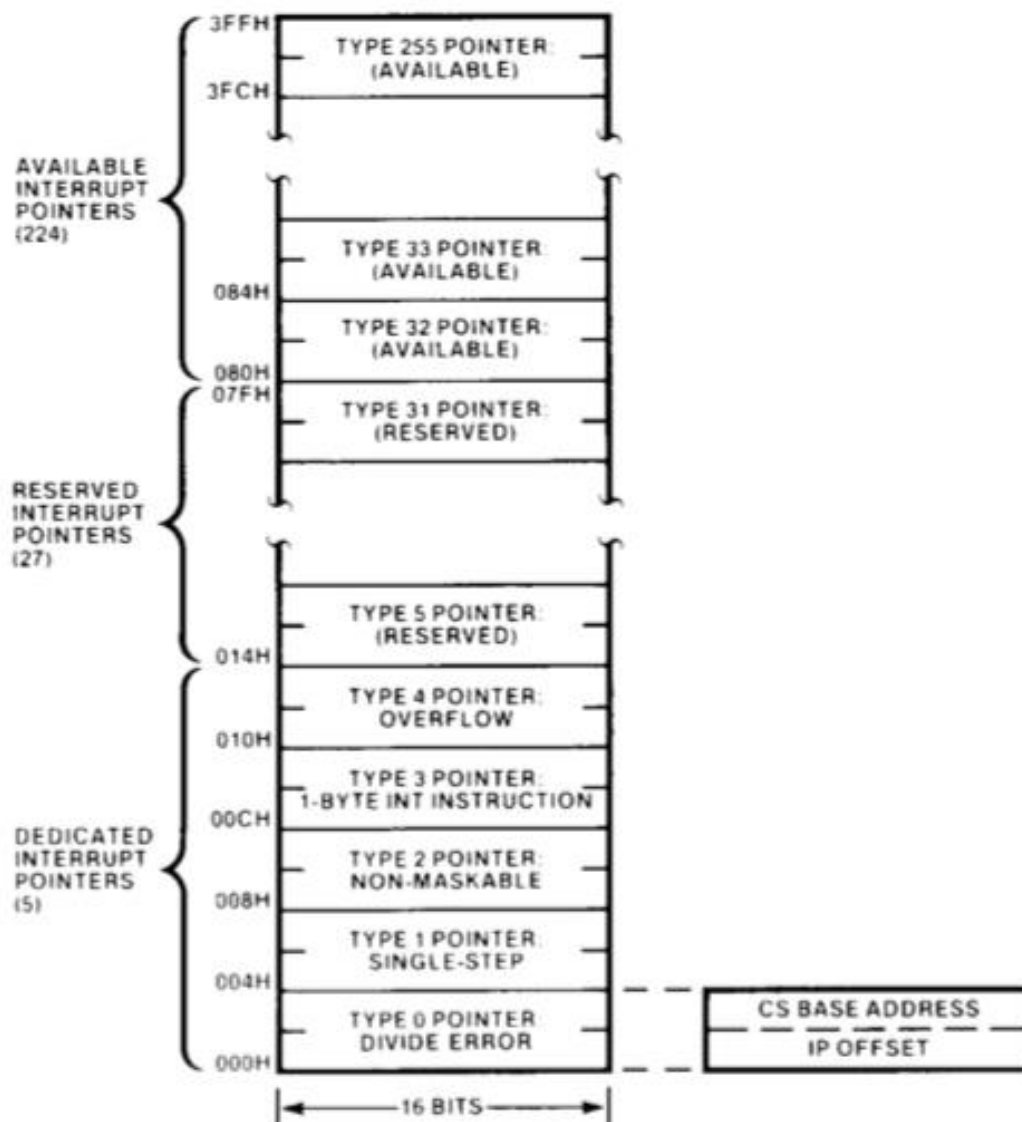 3FFH
TYPE 255 POINTER:
(AVAILABLE)
3FCH
AVAILABLE
INTERRUPT
POINTERS
(224)
TYPE 33 POINTER:
(AVAILABLE)
084H
TYPE 32 POINTER:
(AVAILABLE)
080H
07FH
TYPE 31 POINTER:
(RESERVED)
RESERVED
INTERRUPT
POINTERS
(27)
TYPE 5 POINTER:
(RESERVED)
014H
TYPE 4 POINTER:
OVERFLOW
010H
TYPE 3 POINTER:
1-BYTE INT INSTRUCTION
00CH
DEDICATED
INTERRUPT
POINTERS
(5)
TYPE 2 POINTER:
NON-MASKABLE
008H
TYPE 1 POINTER:
SINGLE-STEP
004H
TYPE 0 POINTER
DIVIDE ERROR
000H
CS BASE ADDRESS
IP OFFSET
16 BITS